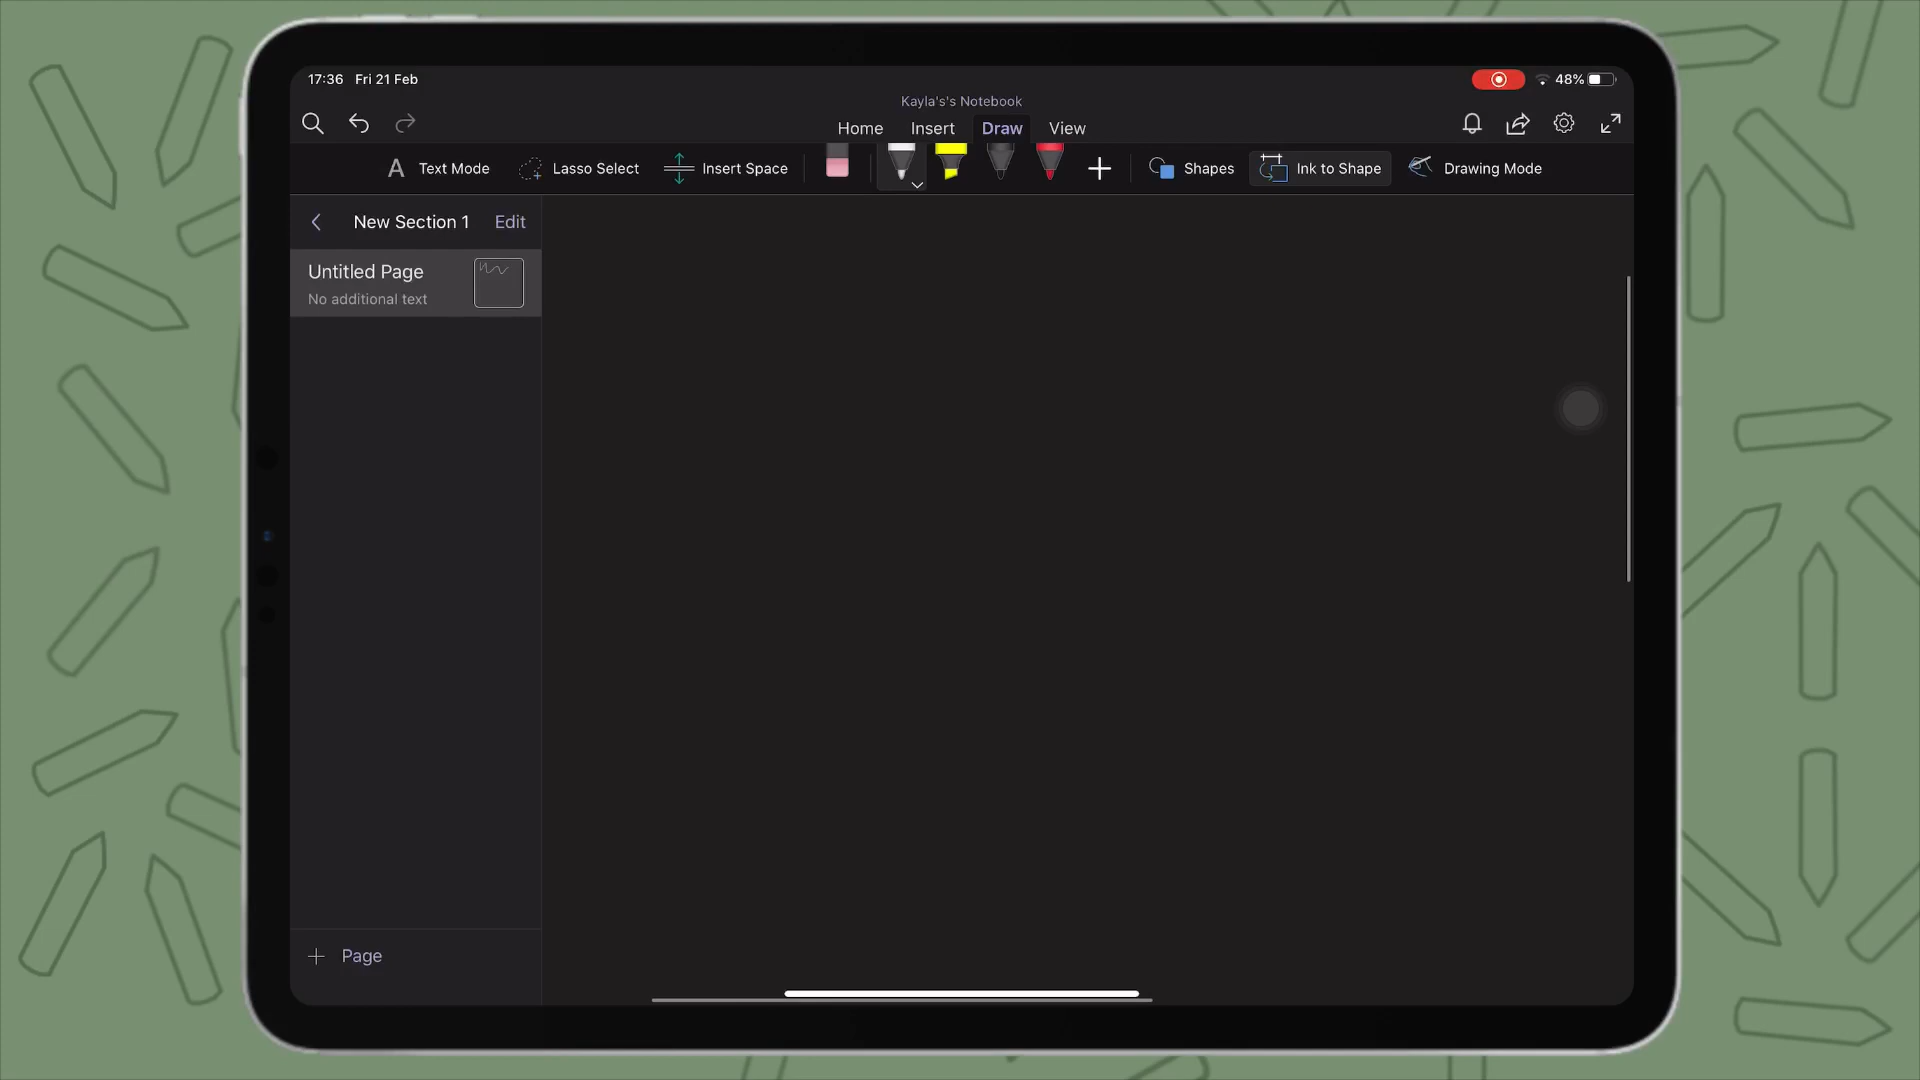 17:36 Fri 21 Feb
48%
Kayla's's Notebook
Home Insert Draw View
Text Mode Lasso Select Insert Space Shapes Ink to Shape Drawing Mode
New Section 1 Edit
Untitled Page
No additional text
Page